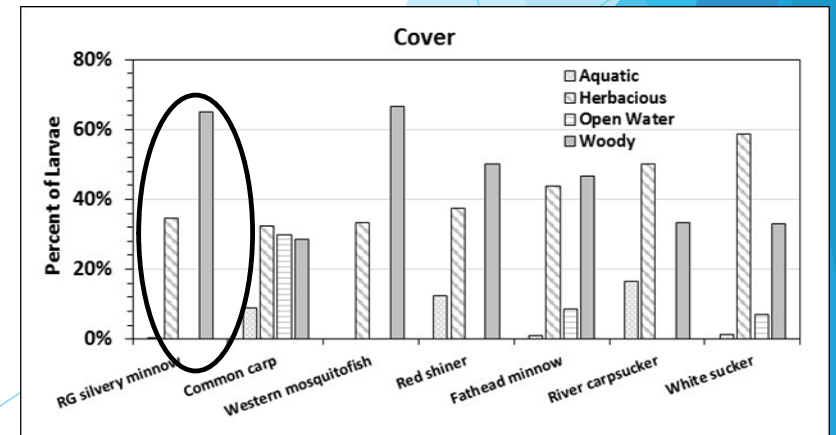 Cover
80%
60%
40%
20%
0%
Percent of Larvae
Aquatic
Herbacious
Open Water
Woody
RG silvery minnow
Common carp
Western mosquitofish
Red shiner
Fathead minnow
River carpsucker
White sucker